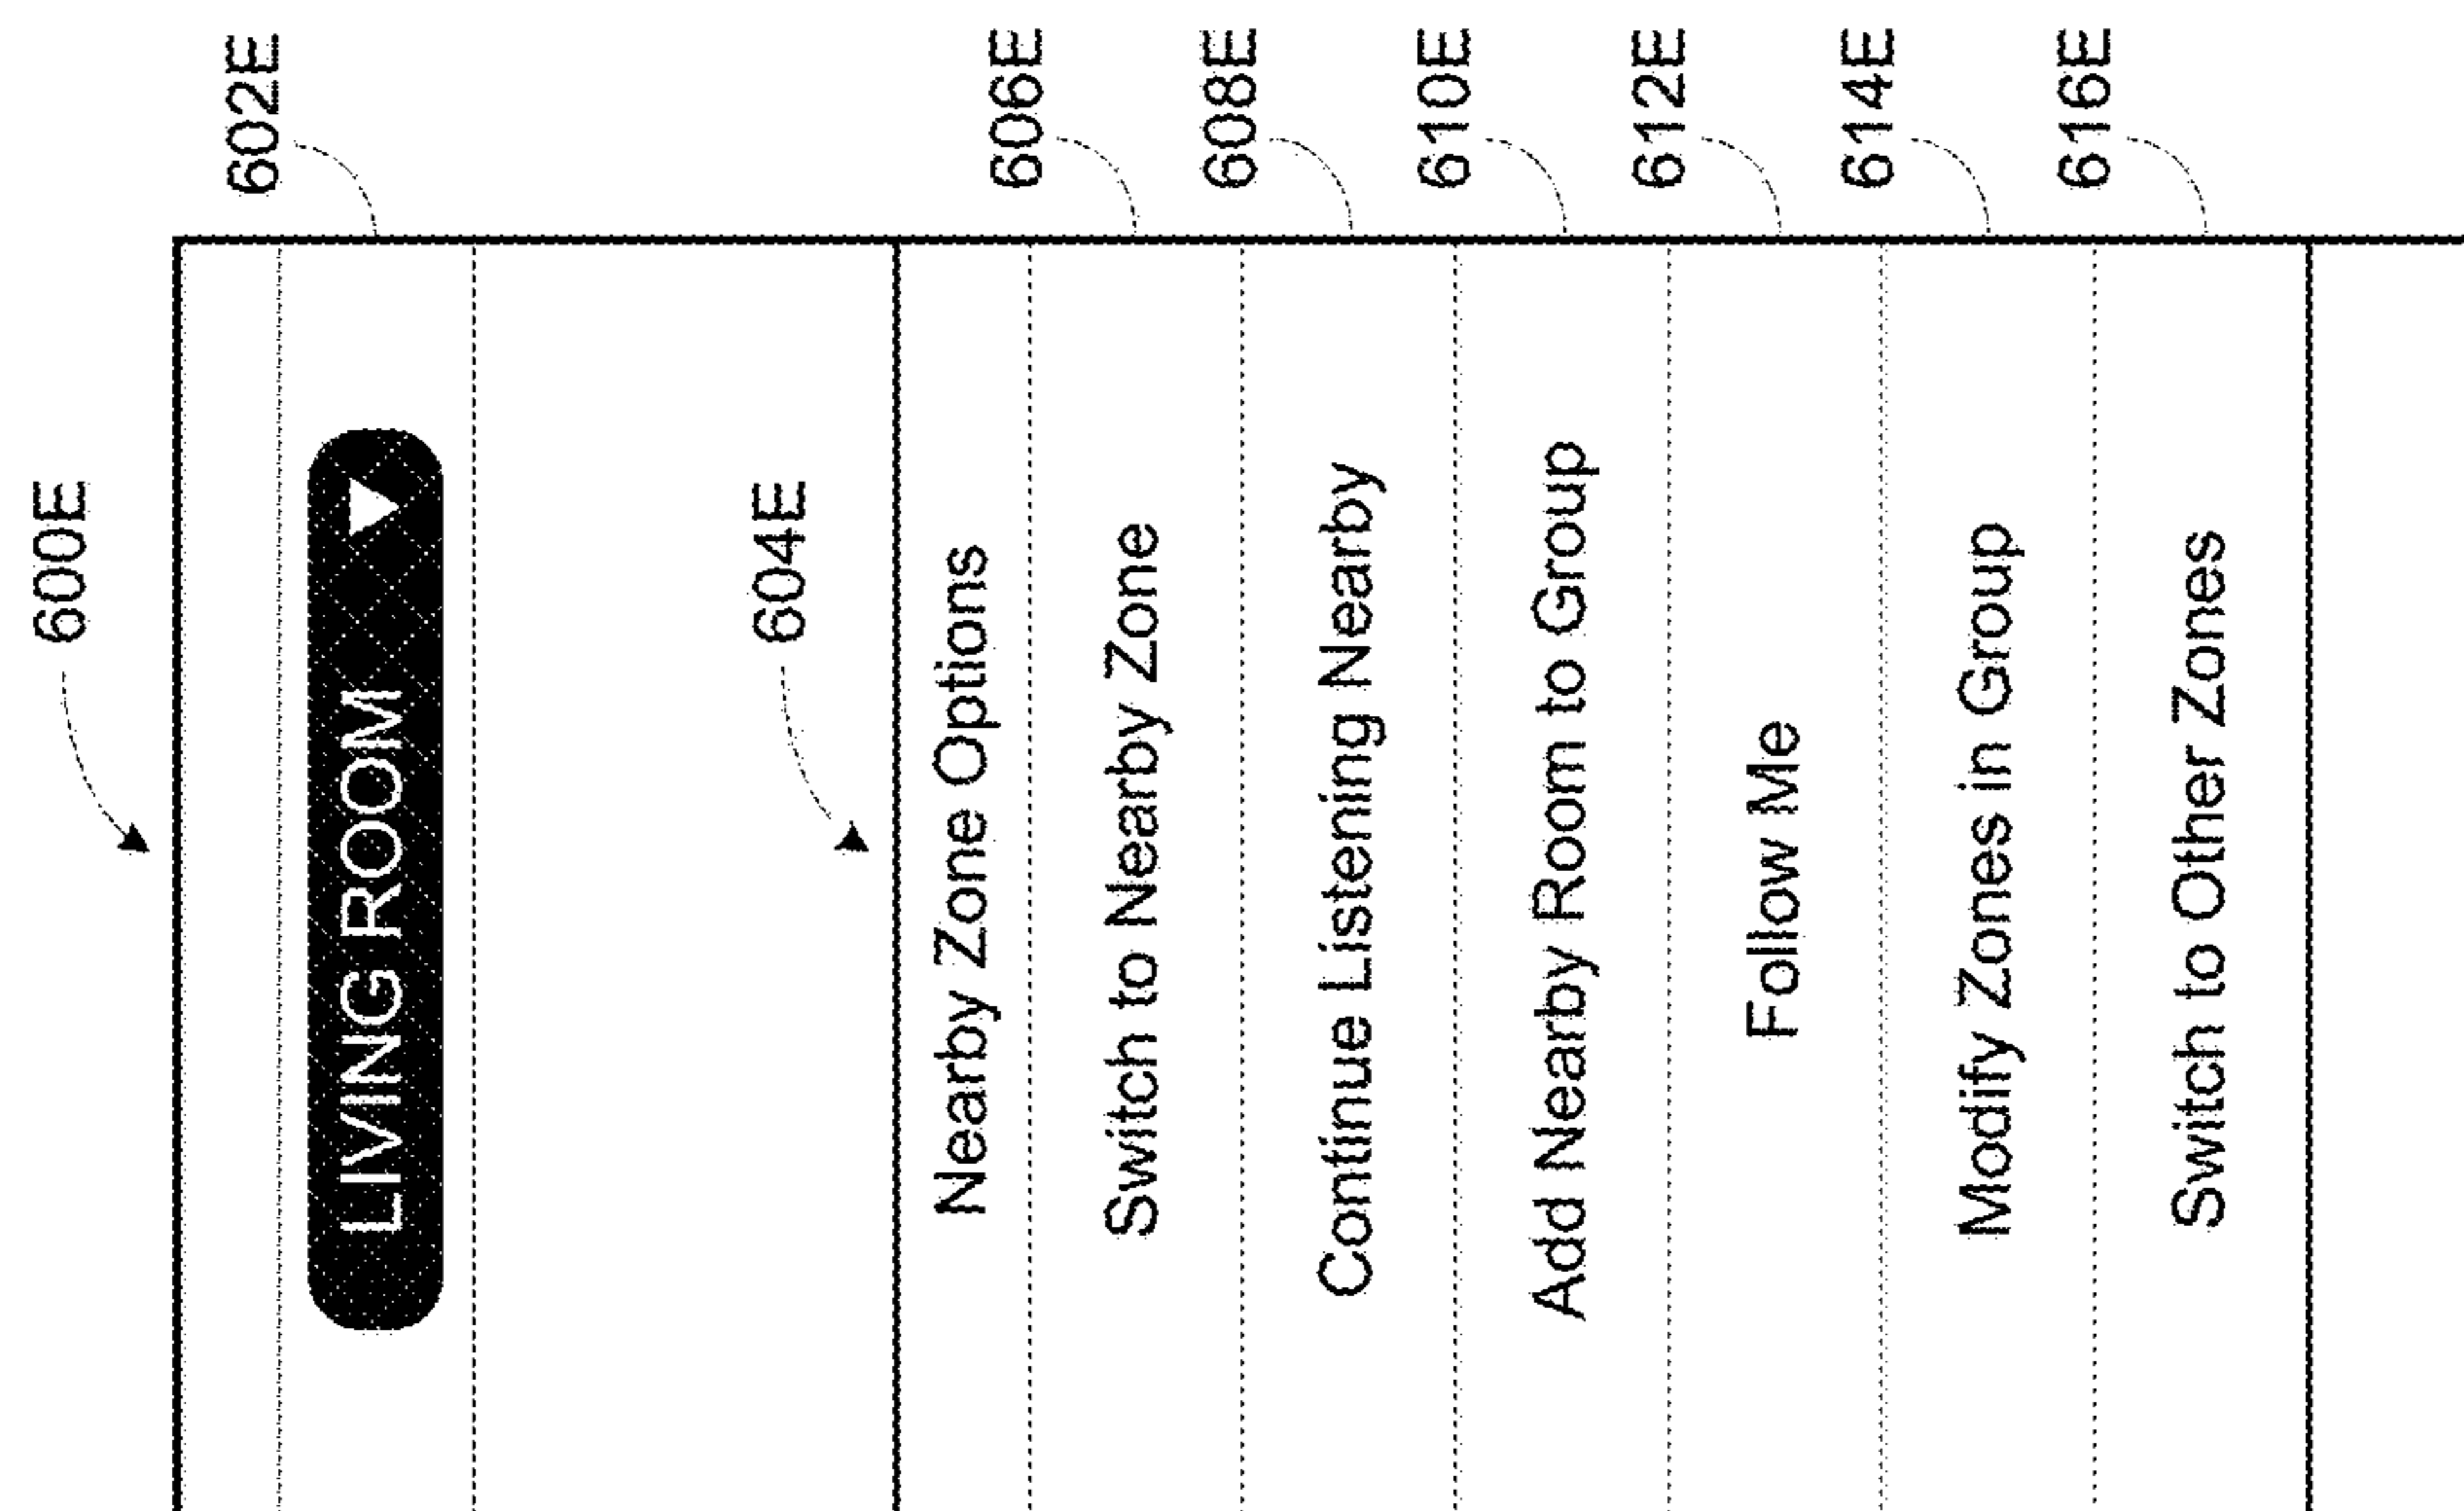 600E
LIVING ROOM
602E
604E
Nearby Zone Options
Switch to Nearby Zone
606E
Continue Listening Nearby
608E
Add Nearby Room to Group
610E
Follow Me
612E
Modify Zones in Group
614E
Switch to Other Zones
616E